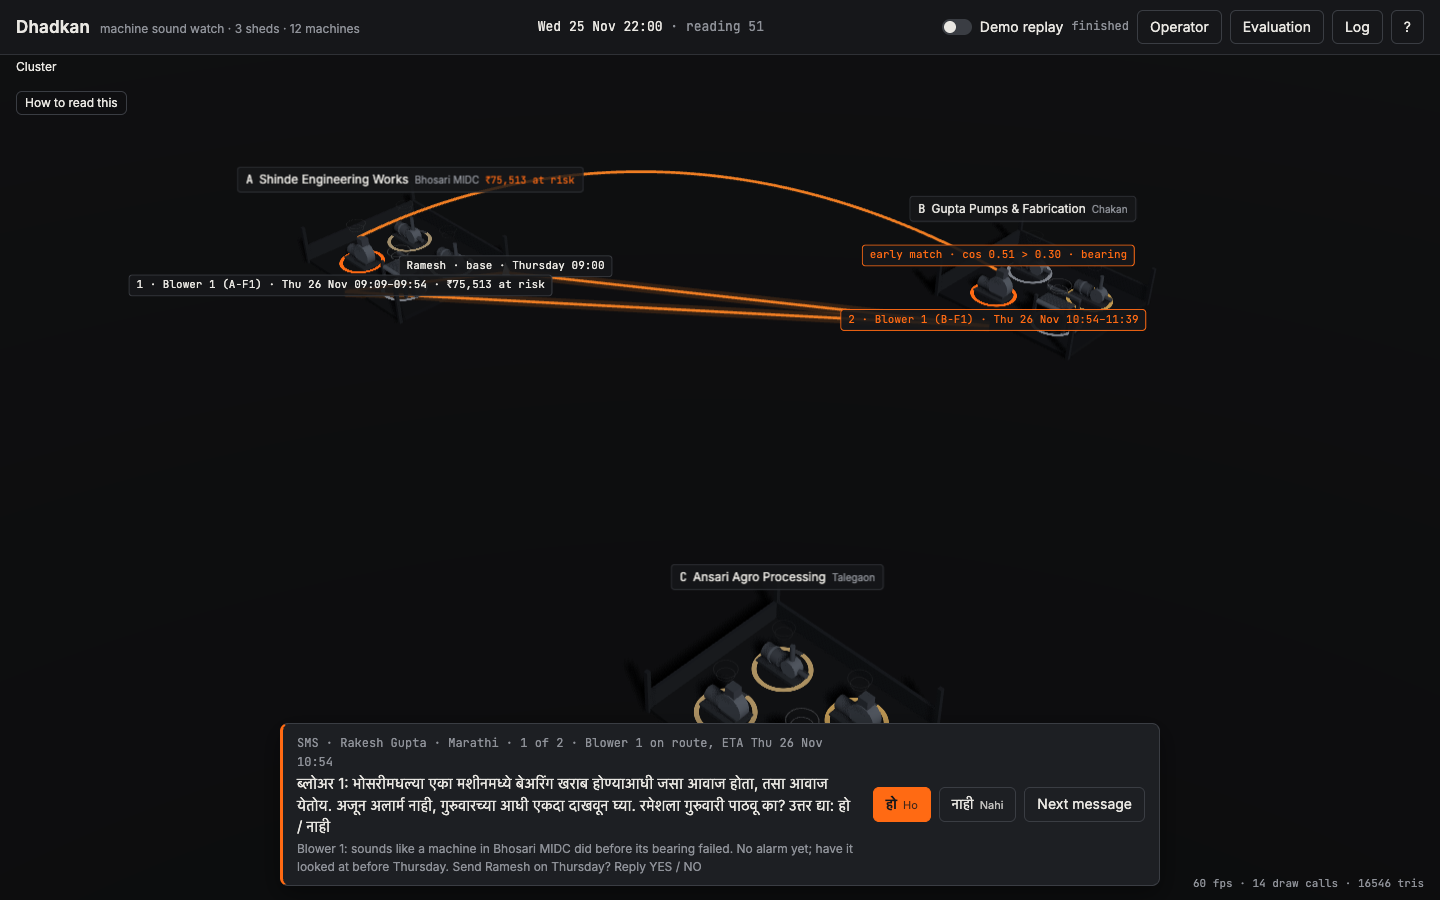 Dhadkan machine sound watch · 3 sheds · 12 machines
Wed 25 Nov 22:00 · reading 51
Demo replay finished
Operator
Evaluation
Log
?
Cluster
How to read this
A Shinde Engineering Works Bhosari MIDC ₹75,513 at risk
B Gupta Pumps & Fabrication Chakan
early match · cos 0.51 > 0.30 · bearing
Ramesh · base · Thursday 09:00
1 · Blower 1 (A-F1) · Thu 26 Nov 09:09–09:54 · ₹75,513 at risk
2 · Blower 1 (B-F1) · Thu 26 Nov 10:54–11:39
C Ansari Agro Processing Talegaon
SMS · Rakesh Gupta · Marathi · 1 of 2 · Blower 1 on route, ETA Thu 26 Nov
10:54
ब्लोअर 1: भोसरीमधल्या एका मशीनमध्ये बेअरिंग खराब होण्याआधी जसा आवाज होता, तसा आवाज
येतोय. अजून अलार्म नाही, गुरुवारच्या आधी एकदा दाखवून घ्या. रमेशला गुरुवारी पाठवू का? उत्तर द्या: हो
/ नाही
Blower 1: sounds like a machine in Bhosari MIDC did before its bearing failed. No alarm yet; have it
looked at before Thursday. Send Ramesh on Thursday? Reply YES / NO
हो Ho
नाही Nahi
Next message
60 fps · 14 draw calls · 16546 tris